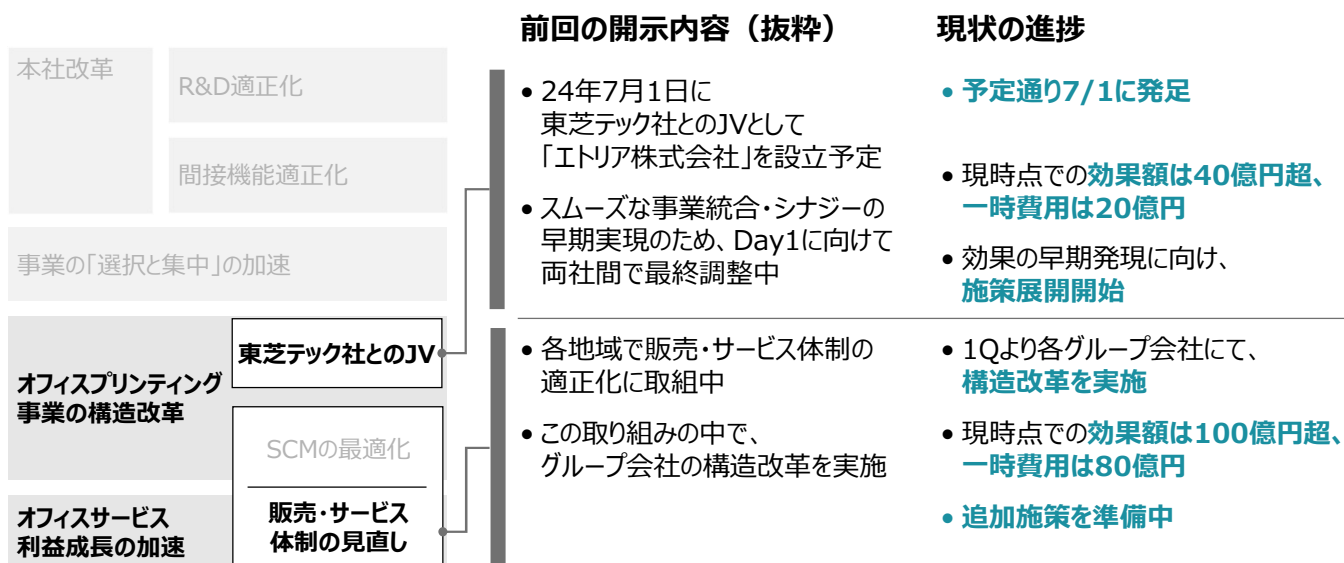 前回の開示内容（抜粋）
現状の進捗
本社改革
R&D適正化
間接機能適正化
事業の「選択と集中」の加速
オフィスプリンティング
事業の構造改革
東芝テック社とのJV
SCMの最適化
オフィスサービス
利益成長の加速
販売・サービス
体制の見直し
• 24年7月1日に
東芝テック社とのJVとして
「エトリア株式会社」を設立予定
• スムーズな事業統合・シナジーの
早期実現のため、Day1に向けて
両社間で最終調整中
• 予定通り7/1に発足
• 現時点での効果額は40億円超、
一時費用は20億円
• 効果の早期発現に向け、
施策展開開始
• 各地域で販売・サービス体制の
適正化に取組中
• この取り組みの中で、
グループ会社の構造改革を実施
• 1Qより各グループ会社にて、
構造改革を実施
• 現時点での効果額は100億円超、
一時費用は80億円
• 追加施策を準備中